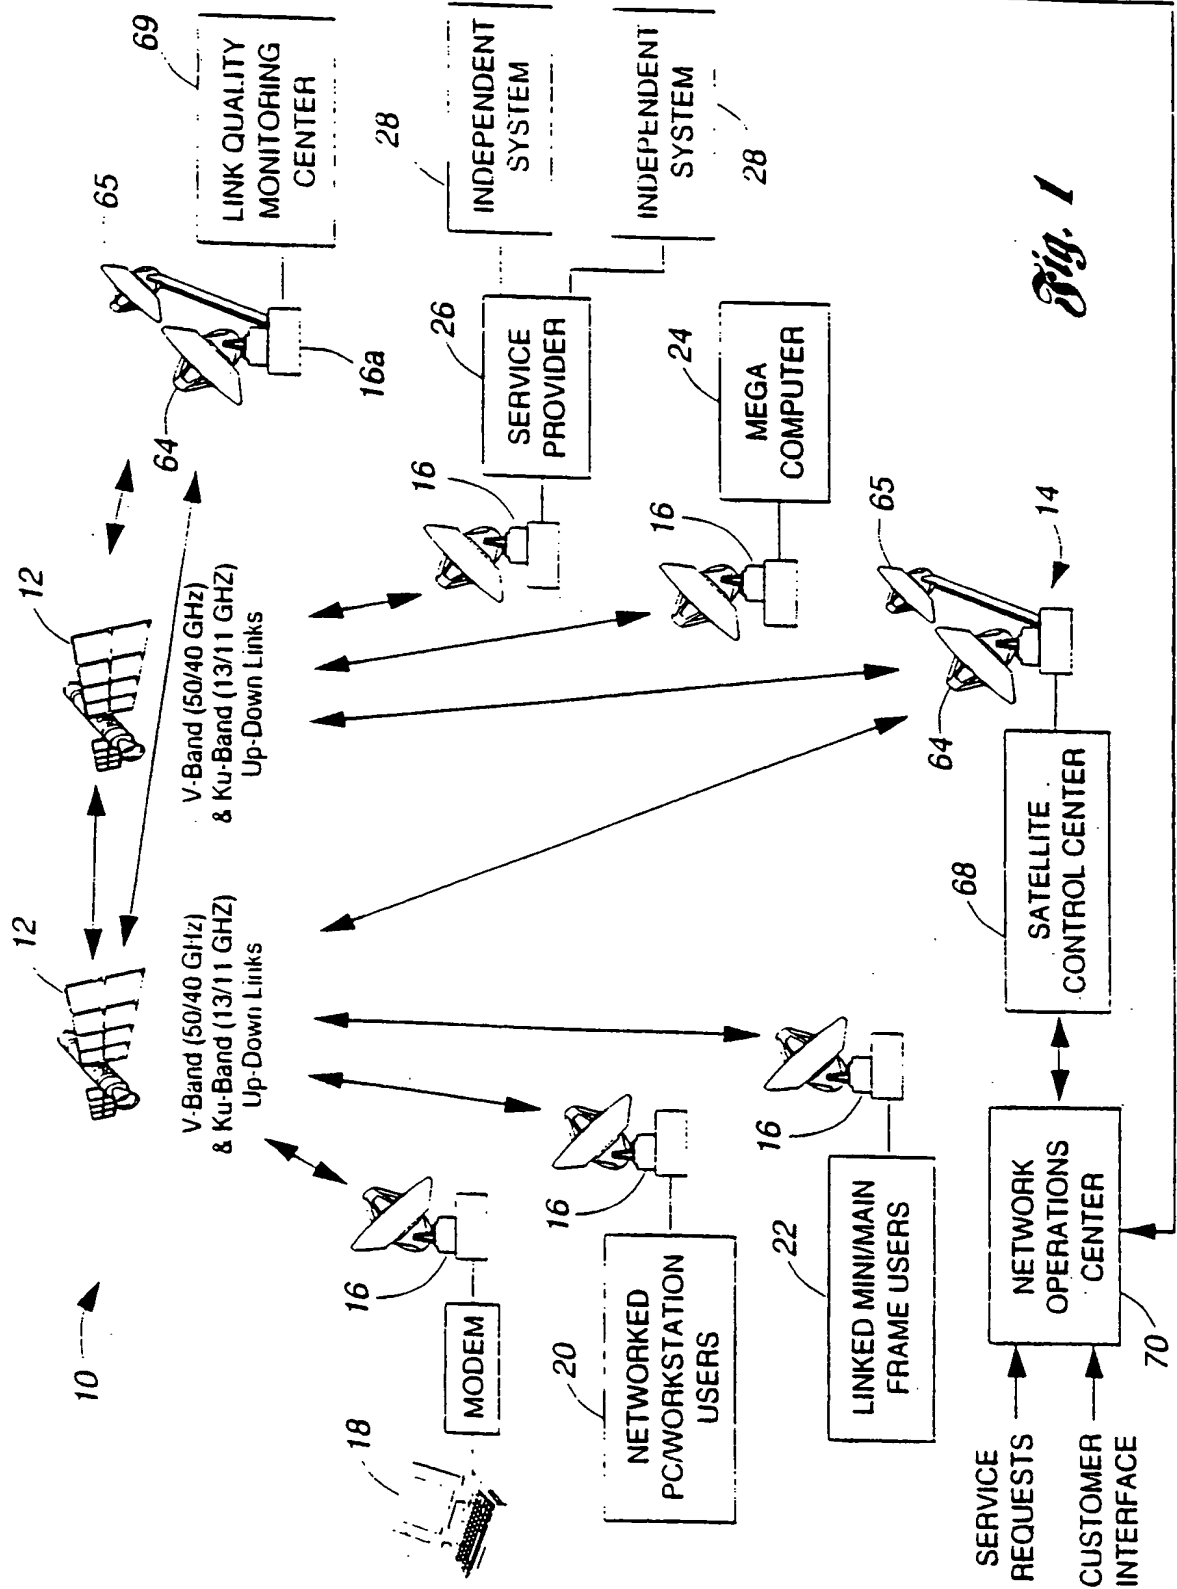 10
12
12
V-Band (50/40 GHz)
& Ku-Band (13/11 GHZ)
Up-Down Links
V-Band (50/40 GHz)
& Ku-Band (13/11 GHZ)
Up-Down Links
64
65
16a
69
LINK QUALITY
MONITORING
CENTER
18
MODEM
16
16
SERVICE
PROVIDER
26
28
INDEPENDENT
SYSTEM
INDEPENDENT
SYSTEM
28
20
NETWORKED
PC/WORKSTATION
USERS
16
16
MEGA
COMPUTER
24
22
LINKED MINI/MAIN
FRAME USERS
16
64
65
14
SERVICE
REQUESTS
CUSTOMER
INTERFACE
NETWORK
OPERATIONS
CENTER
70
68
SATELLITE
CONTROL CENTER
Fig. 1